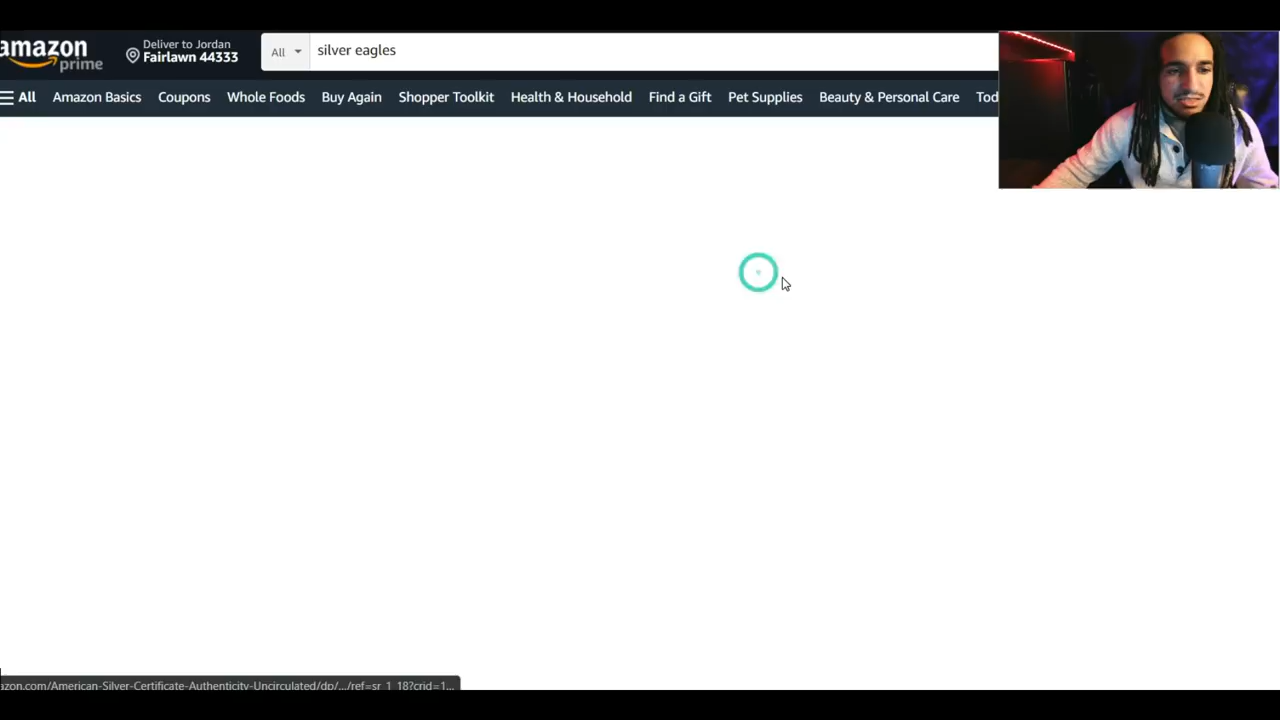 amazon
prime
Deliver to Jordan
Fairlawn 44333
All
silver eagles
All
Amazon Basics
Coupons
Whole Foods
Buy Again
Shopper Toolkit
Health & Household
Find a Gift
Pet Supplies
Beauty & Personal Care
Tod
azon.com/American-Silver-Certificate-Authenticity-Uncirculated/dp/.../ref=sr_1_18?crid=1...